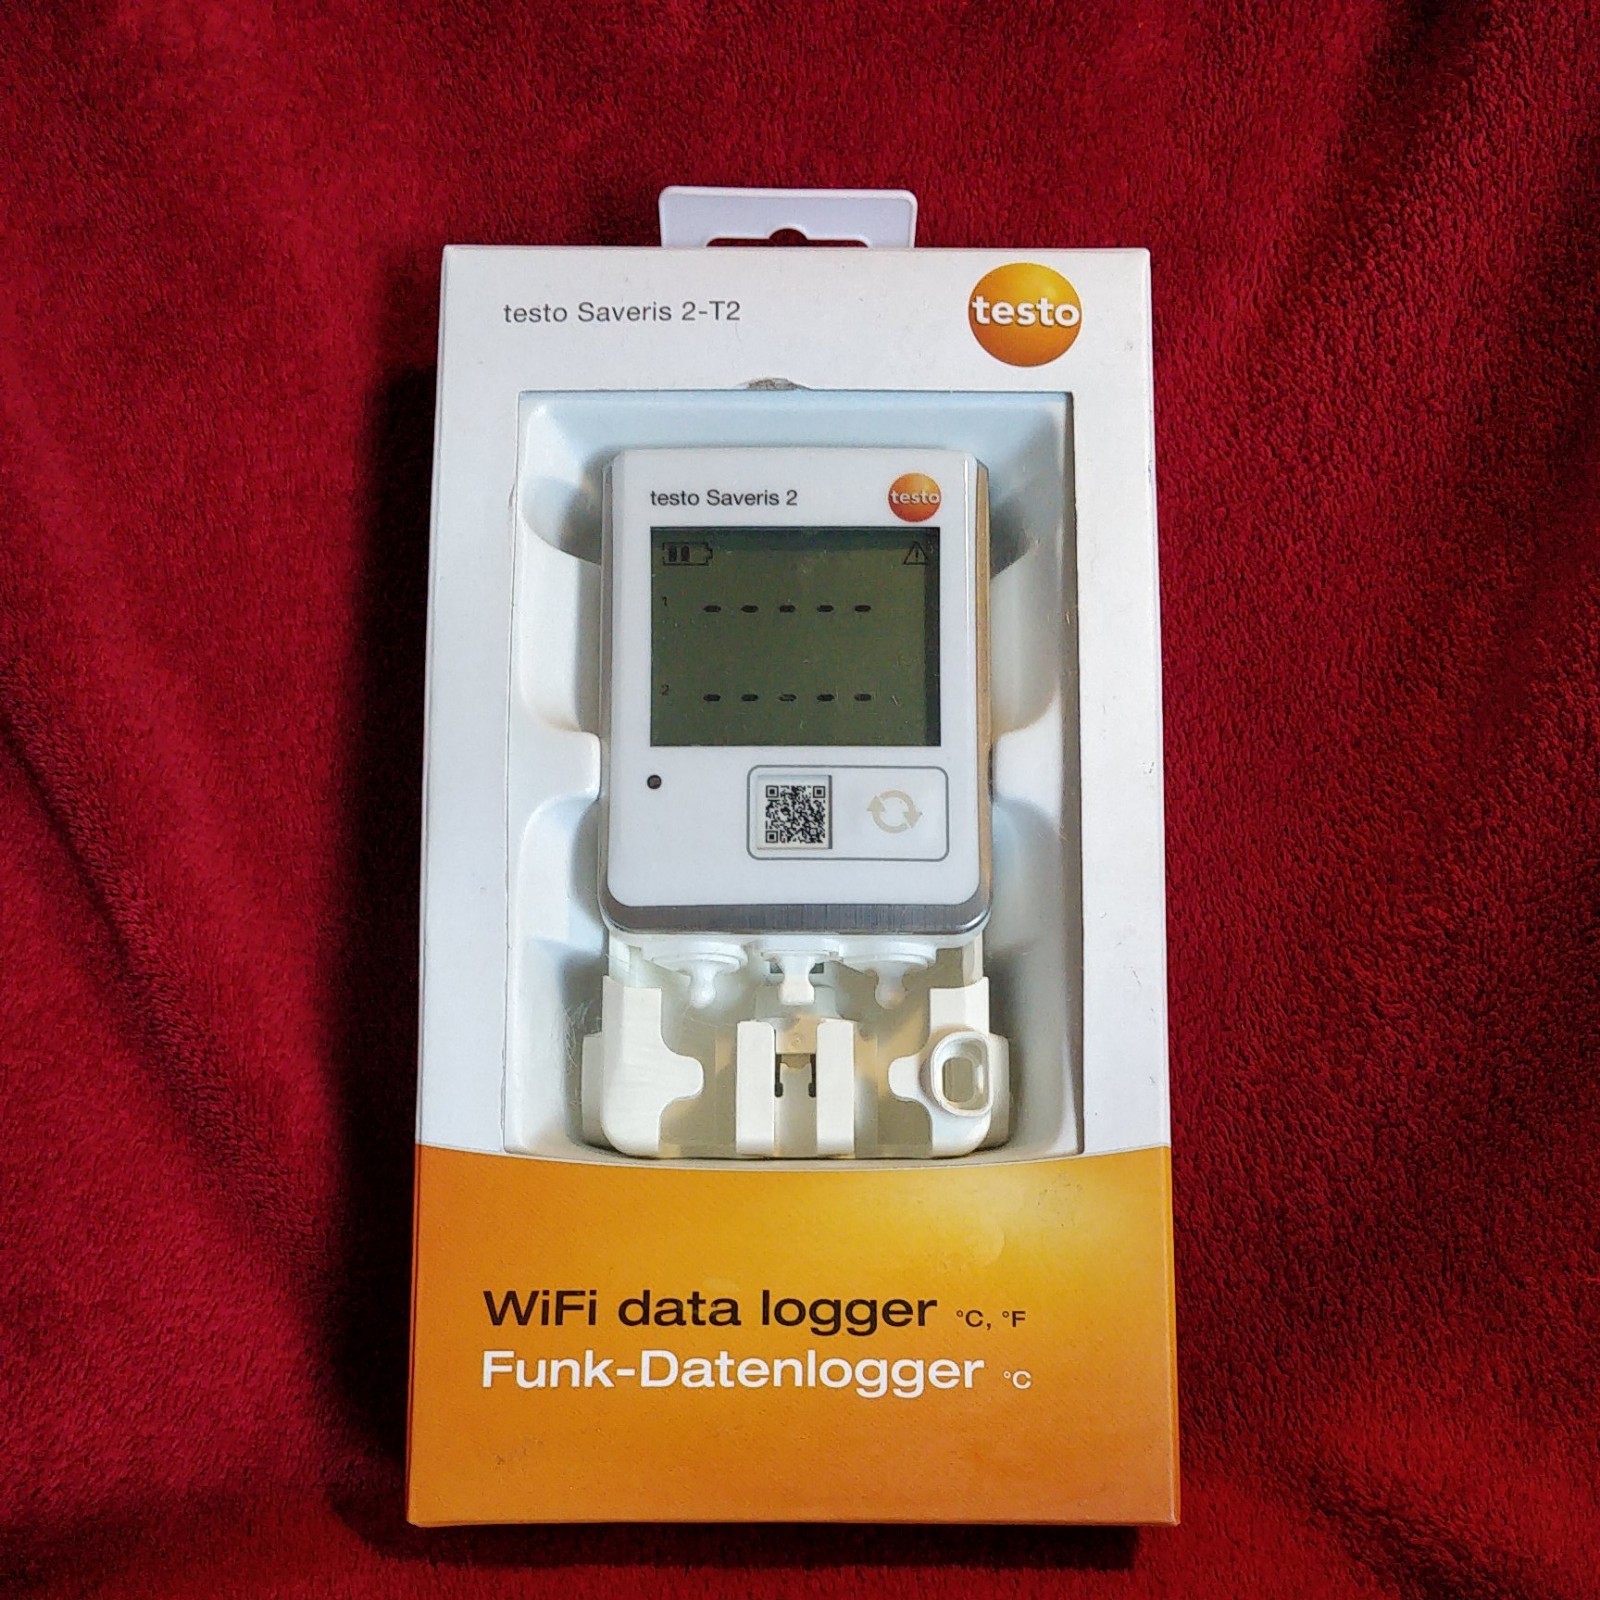 testo Saveris 2-T2
testo
testo Saveris 2
testo
1 - - - - -
2 - - - - -
WiFi data logger °C, °F
Funk-Datenlogger °C